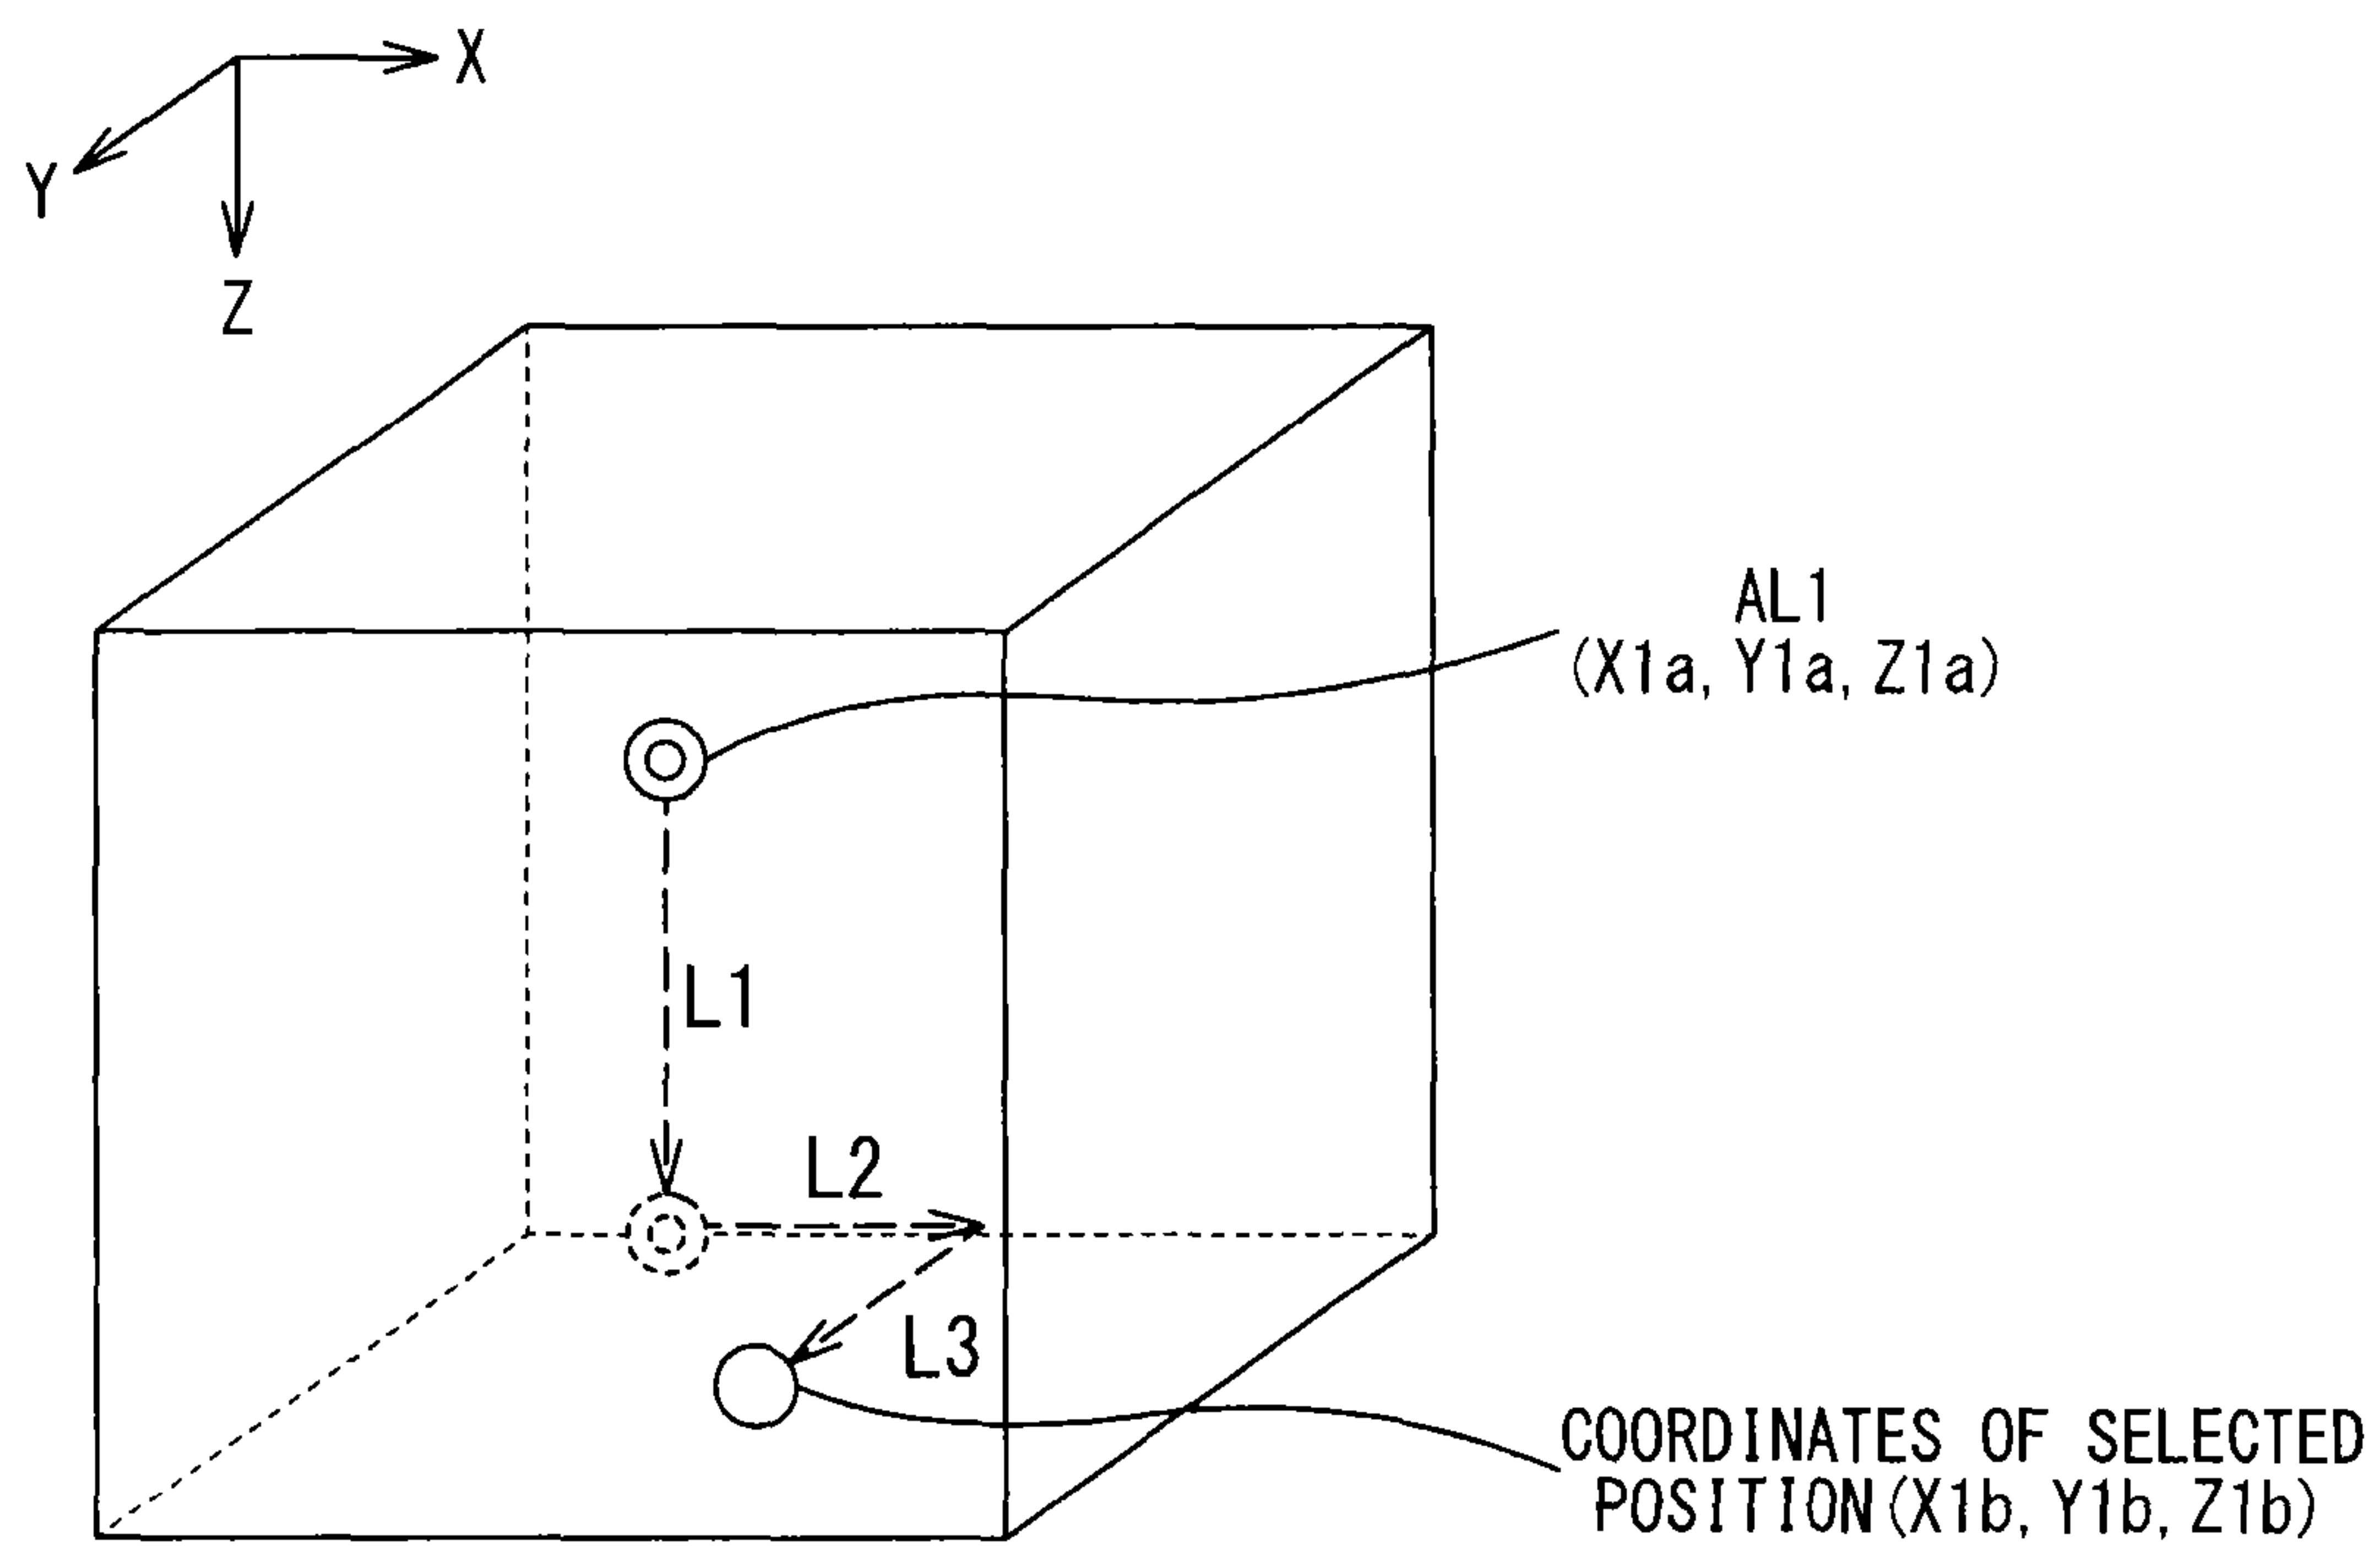 X
Y
Z
AL1
(X1a, Y1a, Z1a)
L1
L2
L3
COORDINATES OF SELECTED
POSITION(X1b, Y1b, Z1b)